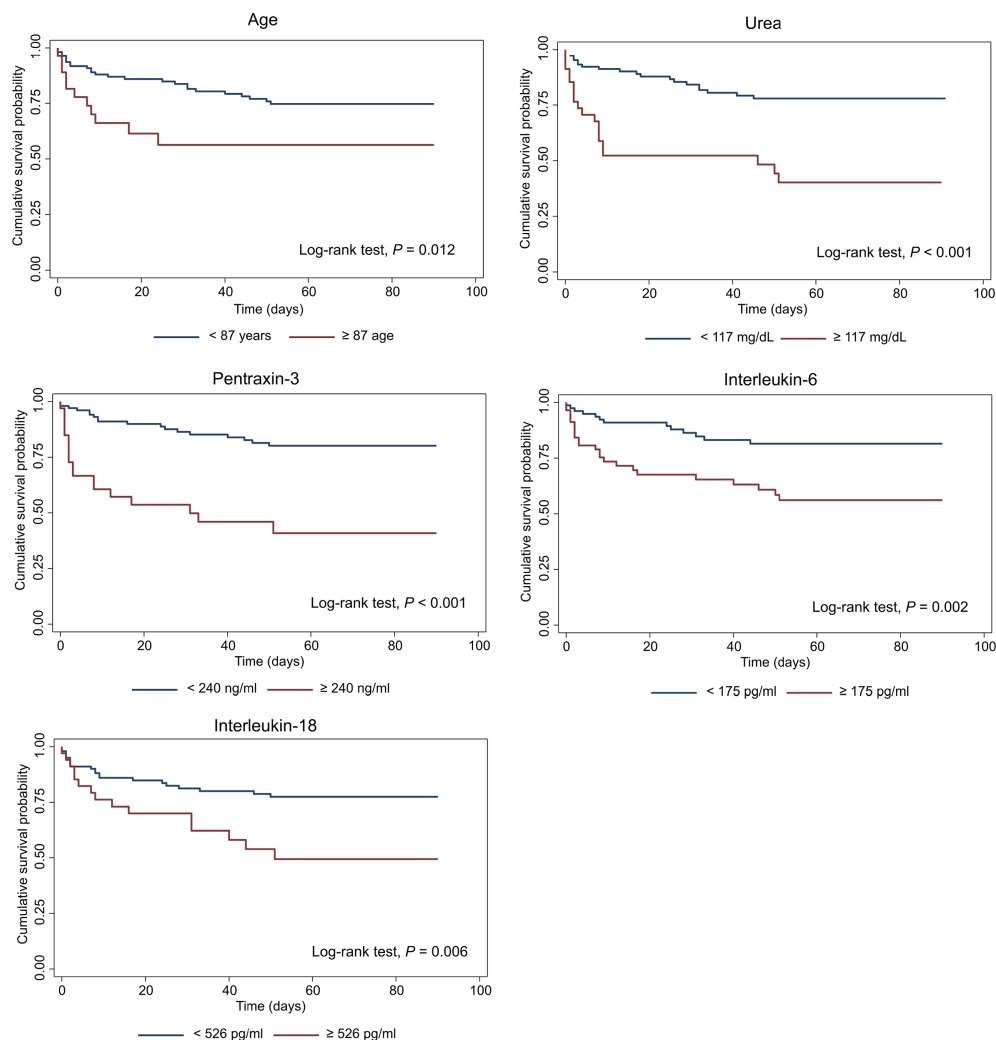 Age
Cumulative survival probability
1.00
0.75
0.50
0.25
0.00
Log-rank test, P = 0.012
0 20 40 60 80 100
Time (days)
< 87 years ≥ 87 age
Urea
Cumulative survival probability
1.00
0.75
0.50
0.25
0.00
Log-rank test, P < 0.001
0 20 40 60 80 100
Time (days)
< 117 mg/dL ≥ 117 mg/dL
Pentraxin-3
Cumulative survival probability
1.00
0.75
0.50
0.25
0.00
Log-rank test, P < 0.001
0 20 40 60 80 100
Time (days)
< 240 ng/ml ≥ 240 ng/ml
Interleukin-6
Cumulative survival probability
1.00
0.75
0.50
0.25
0.00
Log-rank test, P = 0.002
0 20 40 60 80 100
Time (days)
< 175 pg/ml ≥ 175 pg/ml
Interleukin-18
Cumulative survival probability
1.00
0.75
0.50
0.25
0.00
Log-rank test, P = 0.006
0 20 40 60 80 100
Time (days)
< 526 pg/ml ≥ 526 pg/ml